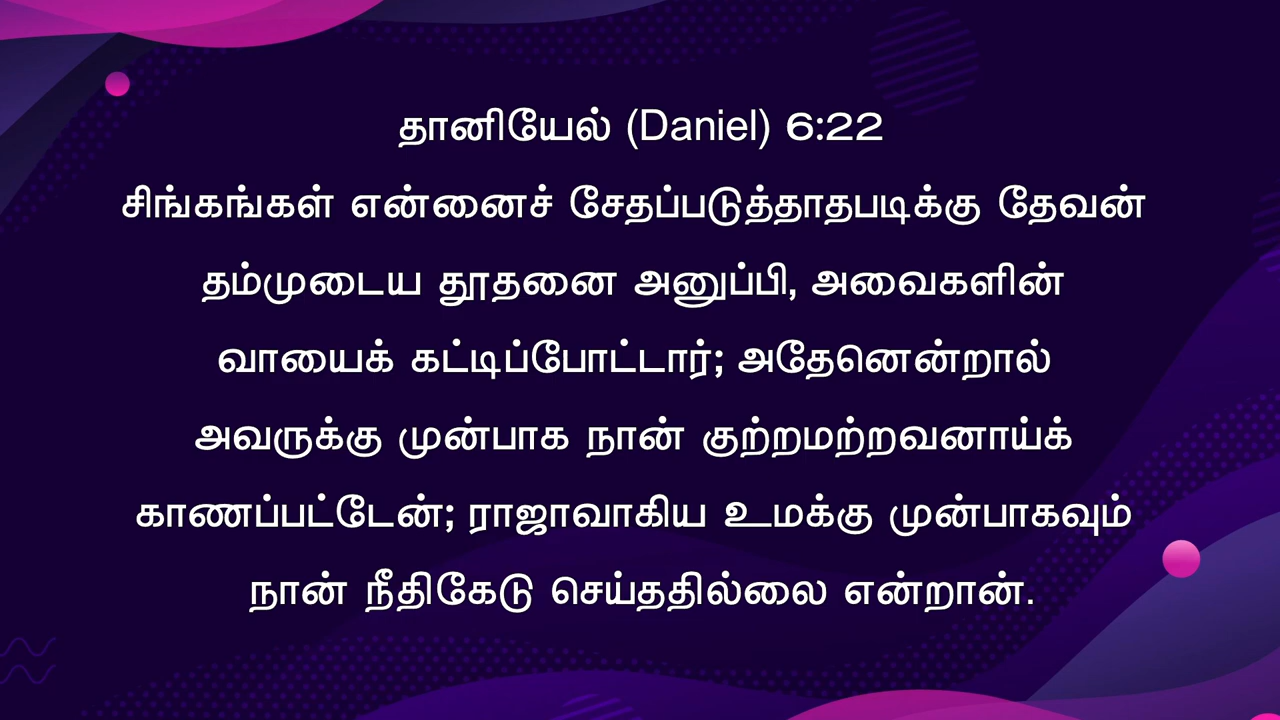 தானியேல் (Daniel) 6:22
சிங்கங்கள் என்னைச் சேதப்படுத்தாதபடிக்கு தேவன்
தம்முடைய தூதனை அனுப்பி, அவைகளின்
வாயைக் கட்டிப்போட்டார்; அதேனென்றால்
அவருக்கு முன்பாக நான் குற்றமற்றவனாய்க்
காணப்பட்டேன்; ராஜாவாகிய உமக்கு முன்பாகவும்
நான் நீதிகேடு செய்ததில்லை என்றான்.